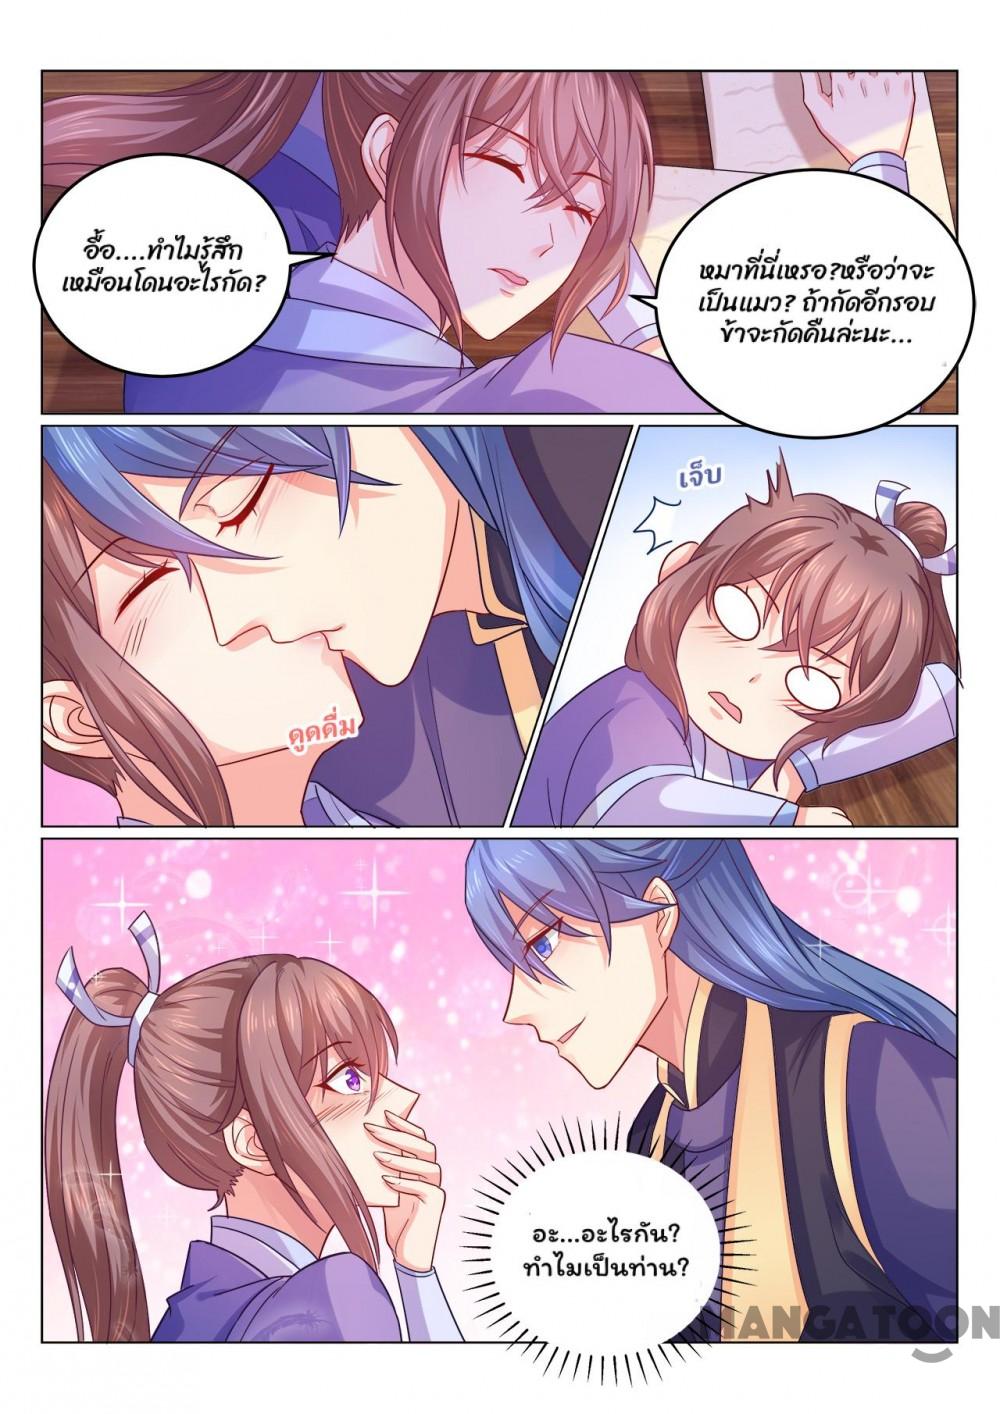 อื้อ....ทำไมรู้สึก
เหมือนโดนอะไรกัด?
หมาที่นี่เหรอ?หรือว่าจะ
เป็นแมว? ถ้ากัดอีกรอบ
ข้าจะกัดคืนล่ะนะ...
ดูดดื่ม
เจ็บ
อะ...อะไรกัน?
ทำไมเป็นท่าน?
MANGATOON